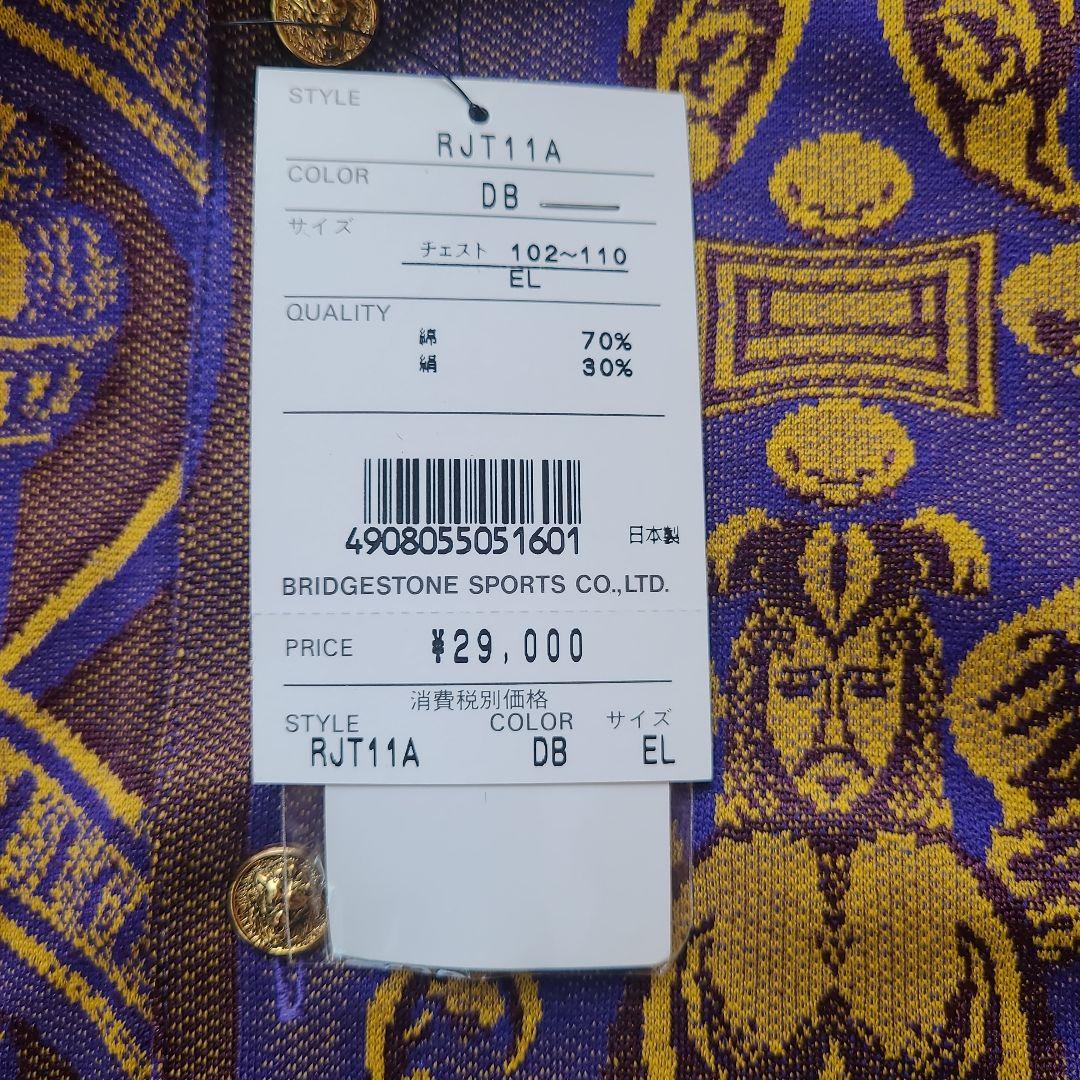 STYLE
RJT11A
COLOR
DB
サイズ
チェスト 102~110
EL
QUALITY
綿 70%
絹 30%
4908055051601
日本製
BRIDGESTONE SPORTS CO.,LTD.
PRICE ¥29,000
消費税別価格
STYLE COLOR サイズ
RJT11A DB EL